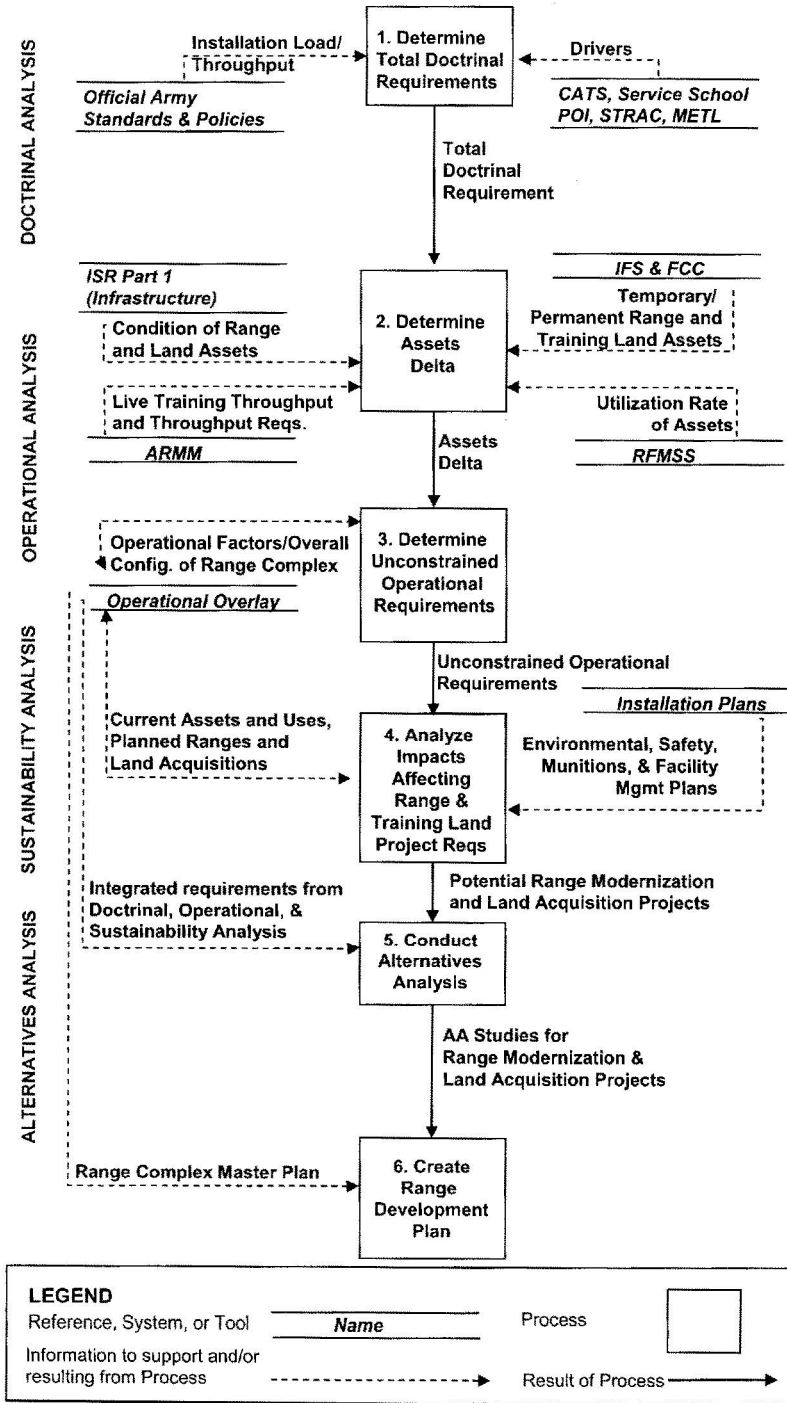 DOCTRINAL ANALYSIS
Installation Load/
Throughput
1. Determine
Total Doctrinal
Requirements
Drivers
Official Army
Standards & Policies
CATS, Service School
POI, STRAC, METL
Total
Doctrinal
Requirement
OPERATIONAL ANALYSIS
ISR Part 1
(Infrastructure)
Condition of Range
and Land Assets
Live Training Throughput
and Throughput Reqs.
ARMM
2. Determine
Assets
Delta
IFS & FCC
Temporary/
Permanent Range and
Training Land Assets
Utilization Rate
of Assets
RFMSS
Assets
Delta
Operational Factors/Overall
Config. of Range Complex
Operational Overlay
3. Determine
Unconstrained
Operational
Requirements
Unconstrained Operational
Requirements
SUSTAINABILITY ANALYSIS
Current Assets and Uses,
Planned Ranges and
Land Acquisitions
4. Analyze
Impacts
Affecting
Range &
Training Land
Project Reqs
Installation Plans
Environmental, Safety,
Munitions, & Facility
Mgmt Plans
Potential Range Modernization
and Land Acquisition Projects
ALTERNATIVES ANALYSIS
Integrated requirements from
Doctrinal, Operational, &
Sustainability Analysis
5. Conduct
Alternatives
Analysis
AA Studies for
Range Modernization &
Land Acquisition Projects
Range Complex Master Plan
6. Create
Range
Development
Plan
LEGEND
Reference, System, or Tool
Name
Process
Information to support and/or
resulting from Process
Result of Process